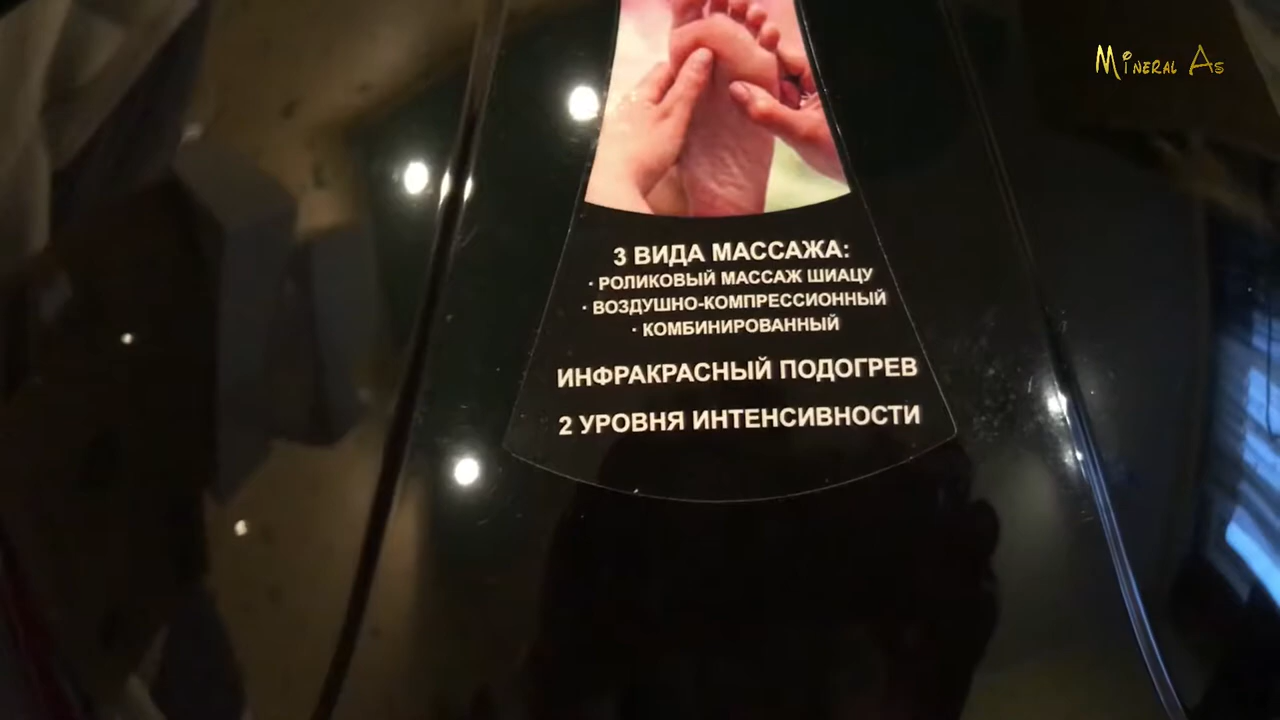 Mineral As
3 ВИДА МАССАЖА:
· РОЛИКОВЫЙ МАССАЖ ШИАЦУ
· ВОЗДУШНО-КОМПРЕССИОННЫЙ
· КОМБИНИРОВАННЫЙ
ИНФРАКРАСНЫЙ ПОДОГРЕВ
2 УРОВНЯ ИНТЕНСИВНОСТИ